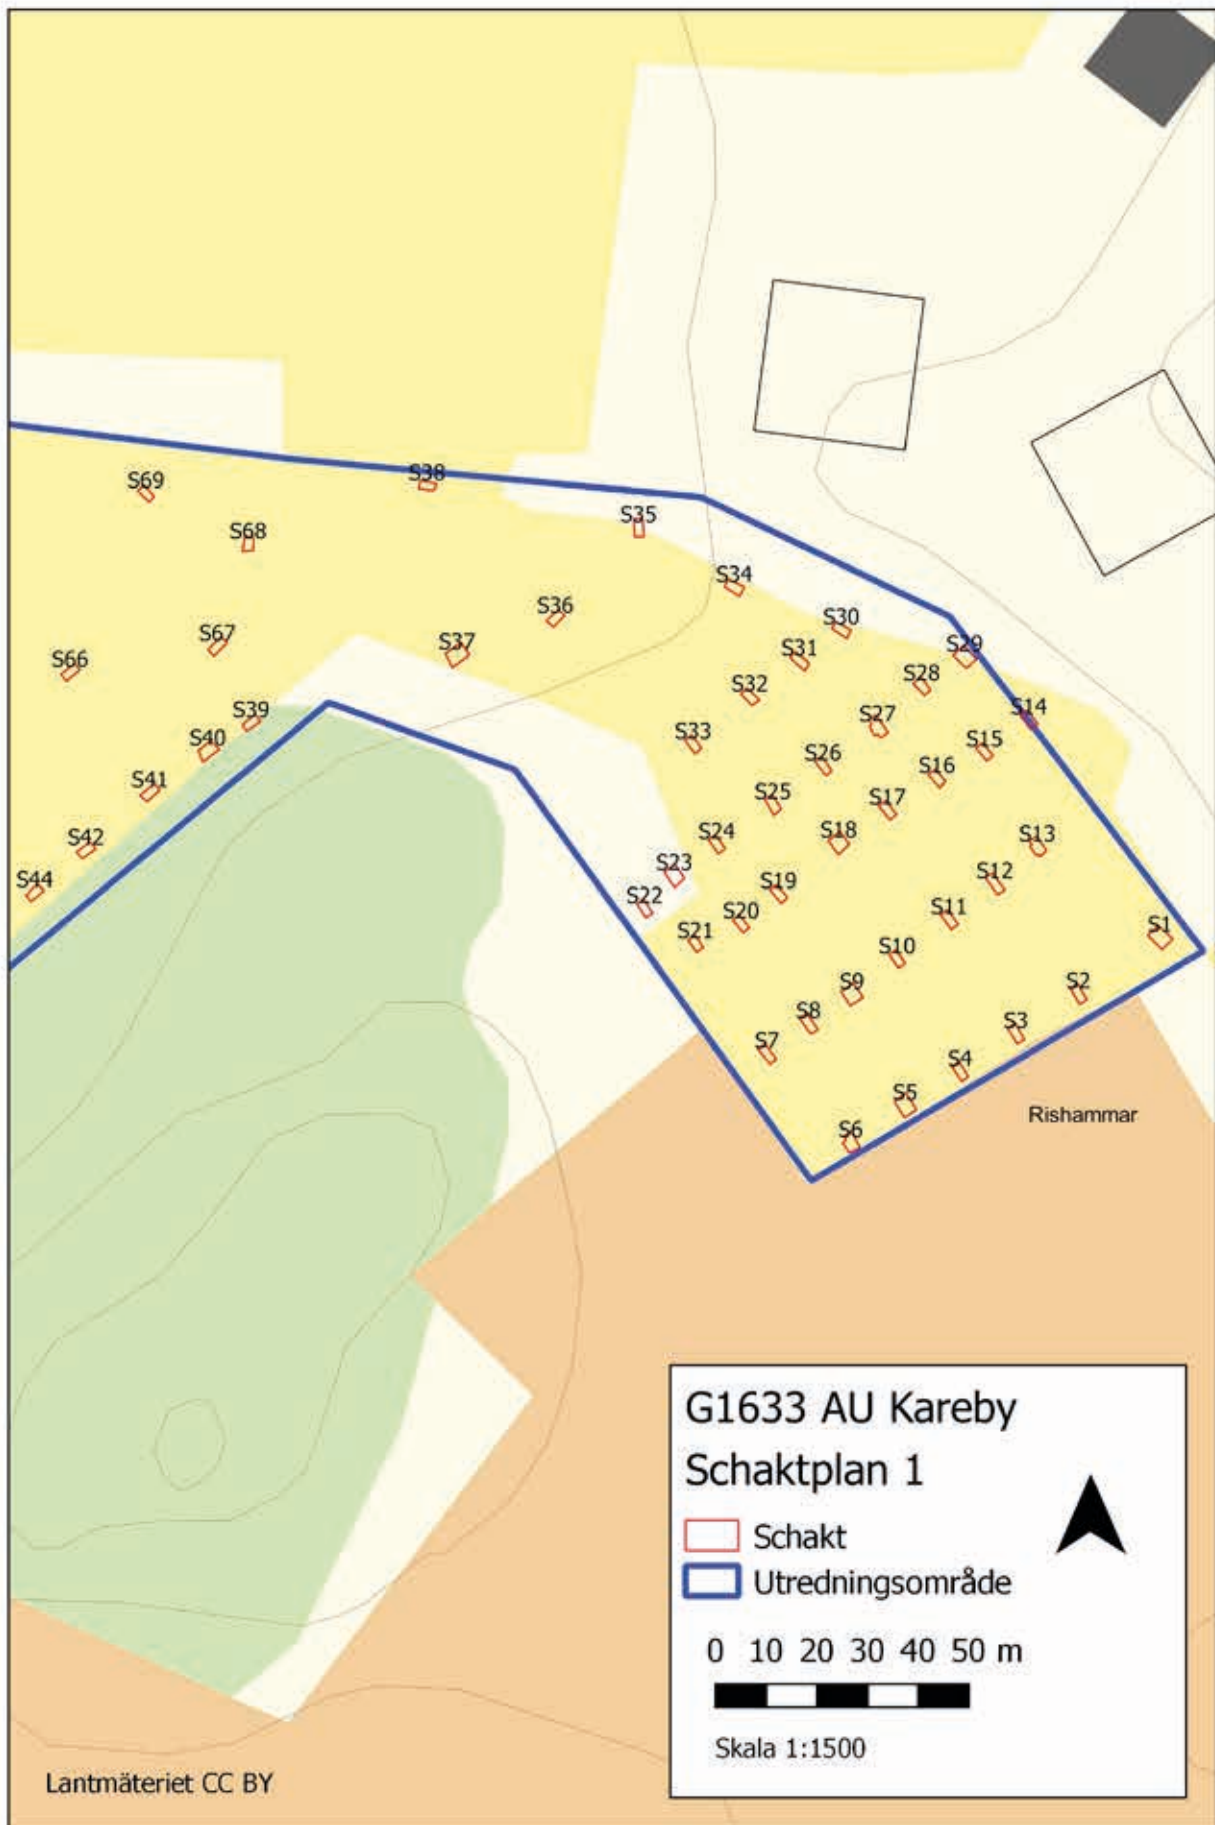 S38
S69
S35
S68
S34
S36
S30
S37
S67
S29
S31
S66
S28
S32
S39
S14
S27
S33
S40
S15
S26
S16
S41
S25
S17
S42
S24
S18
S13
S23
S44
S12
S19
S22
S11
S20
S1
S21
S10
S9
S2
S8
S3
S7
S4
S5
Rishammar
S6
G1633 AU Kareby
Schaktplan 1
Schakt
Utredningsområde
0 10 20 30 40 50 m
Skala 1:1500
Lantmäteriet CC BY